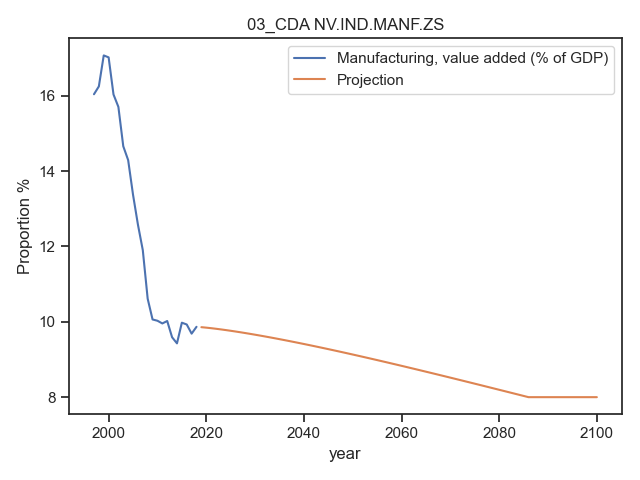 03_CDA NV.IND.MANF.ZS
Manufacturing, value added (% of GDP)
Projection
Proportion %
16
14
12
10
8
2000 2020 2040 2060 2080 2100
year